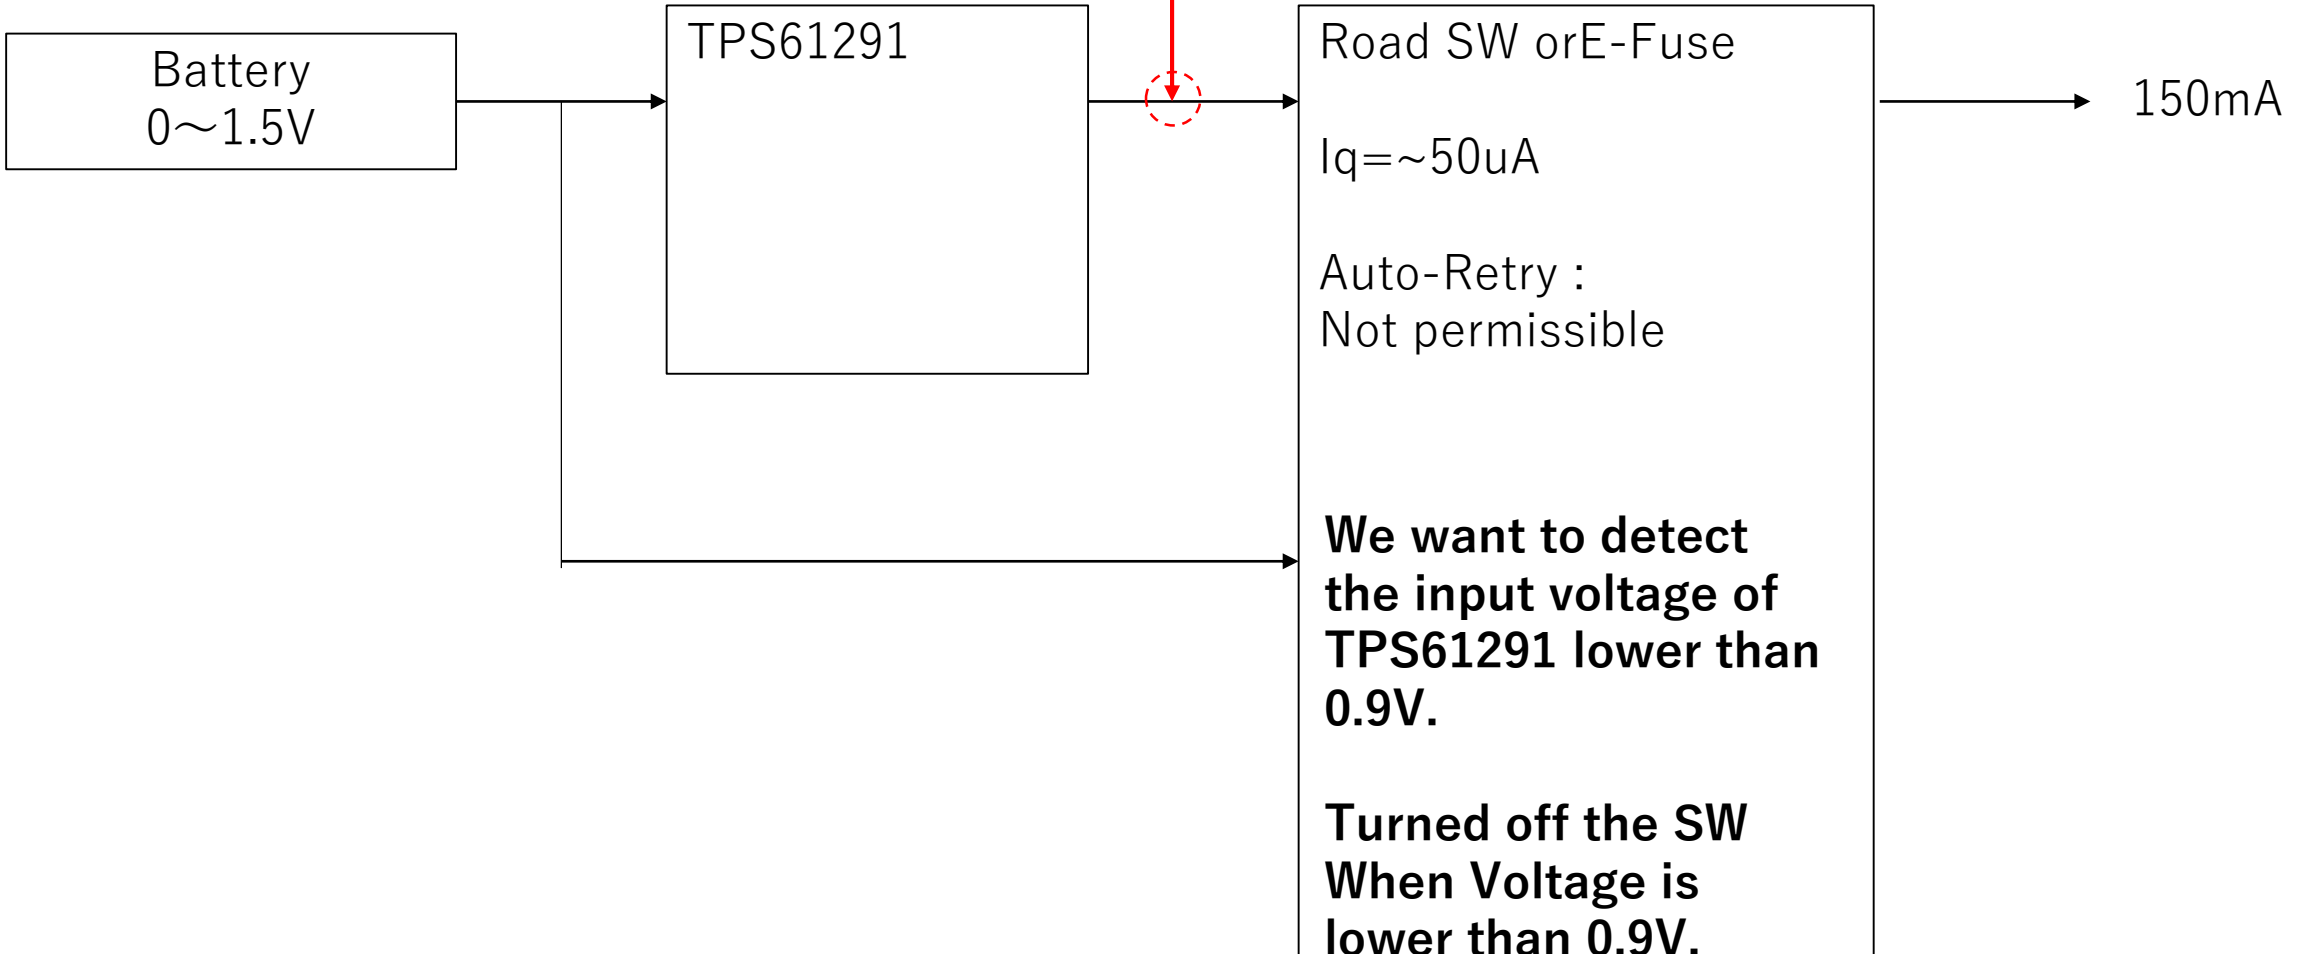 Battery
0～1.5V
TPS61291
Road SW orE-Fuse
Iq=~50uA
Auto-Retry :
Not permissible
We want to detect
the input voltage of
TPS61291 lower than
0.9V.
Turned off the SW
When Voltage is
lower than 0.9V.
150mA